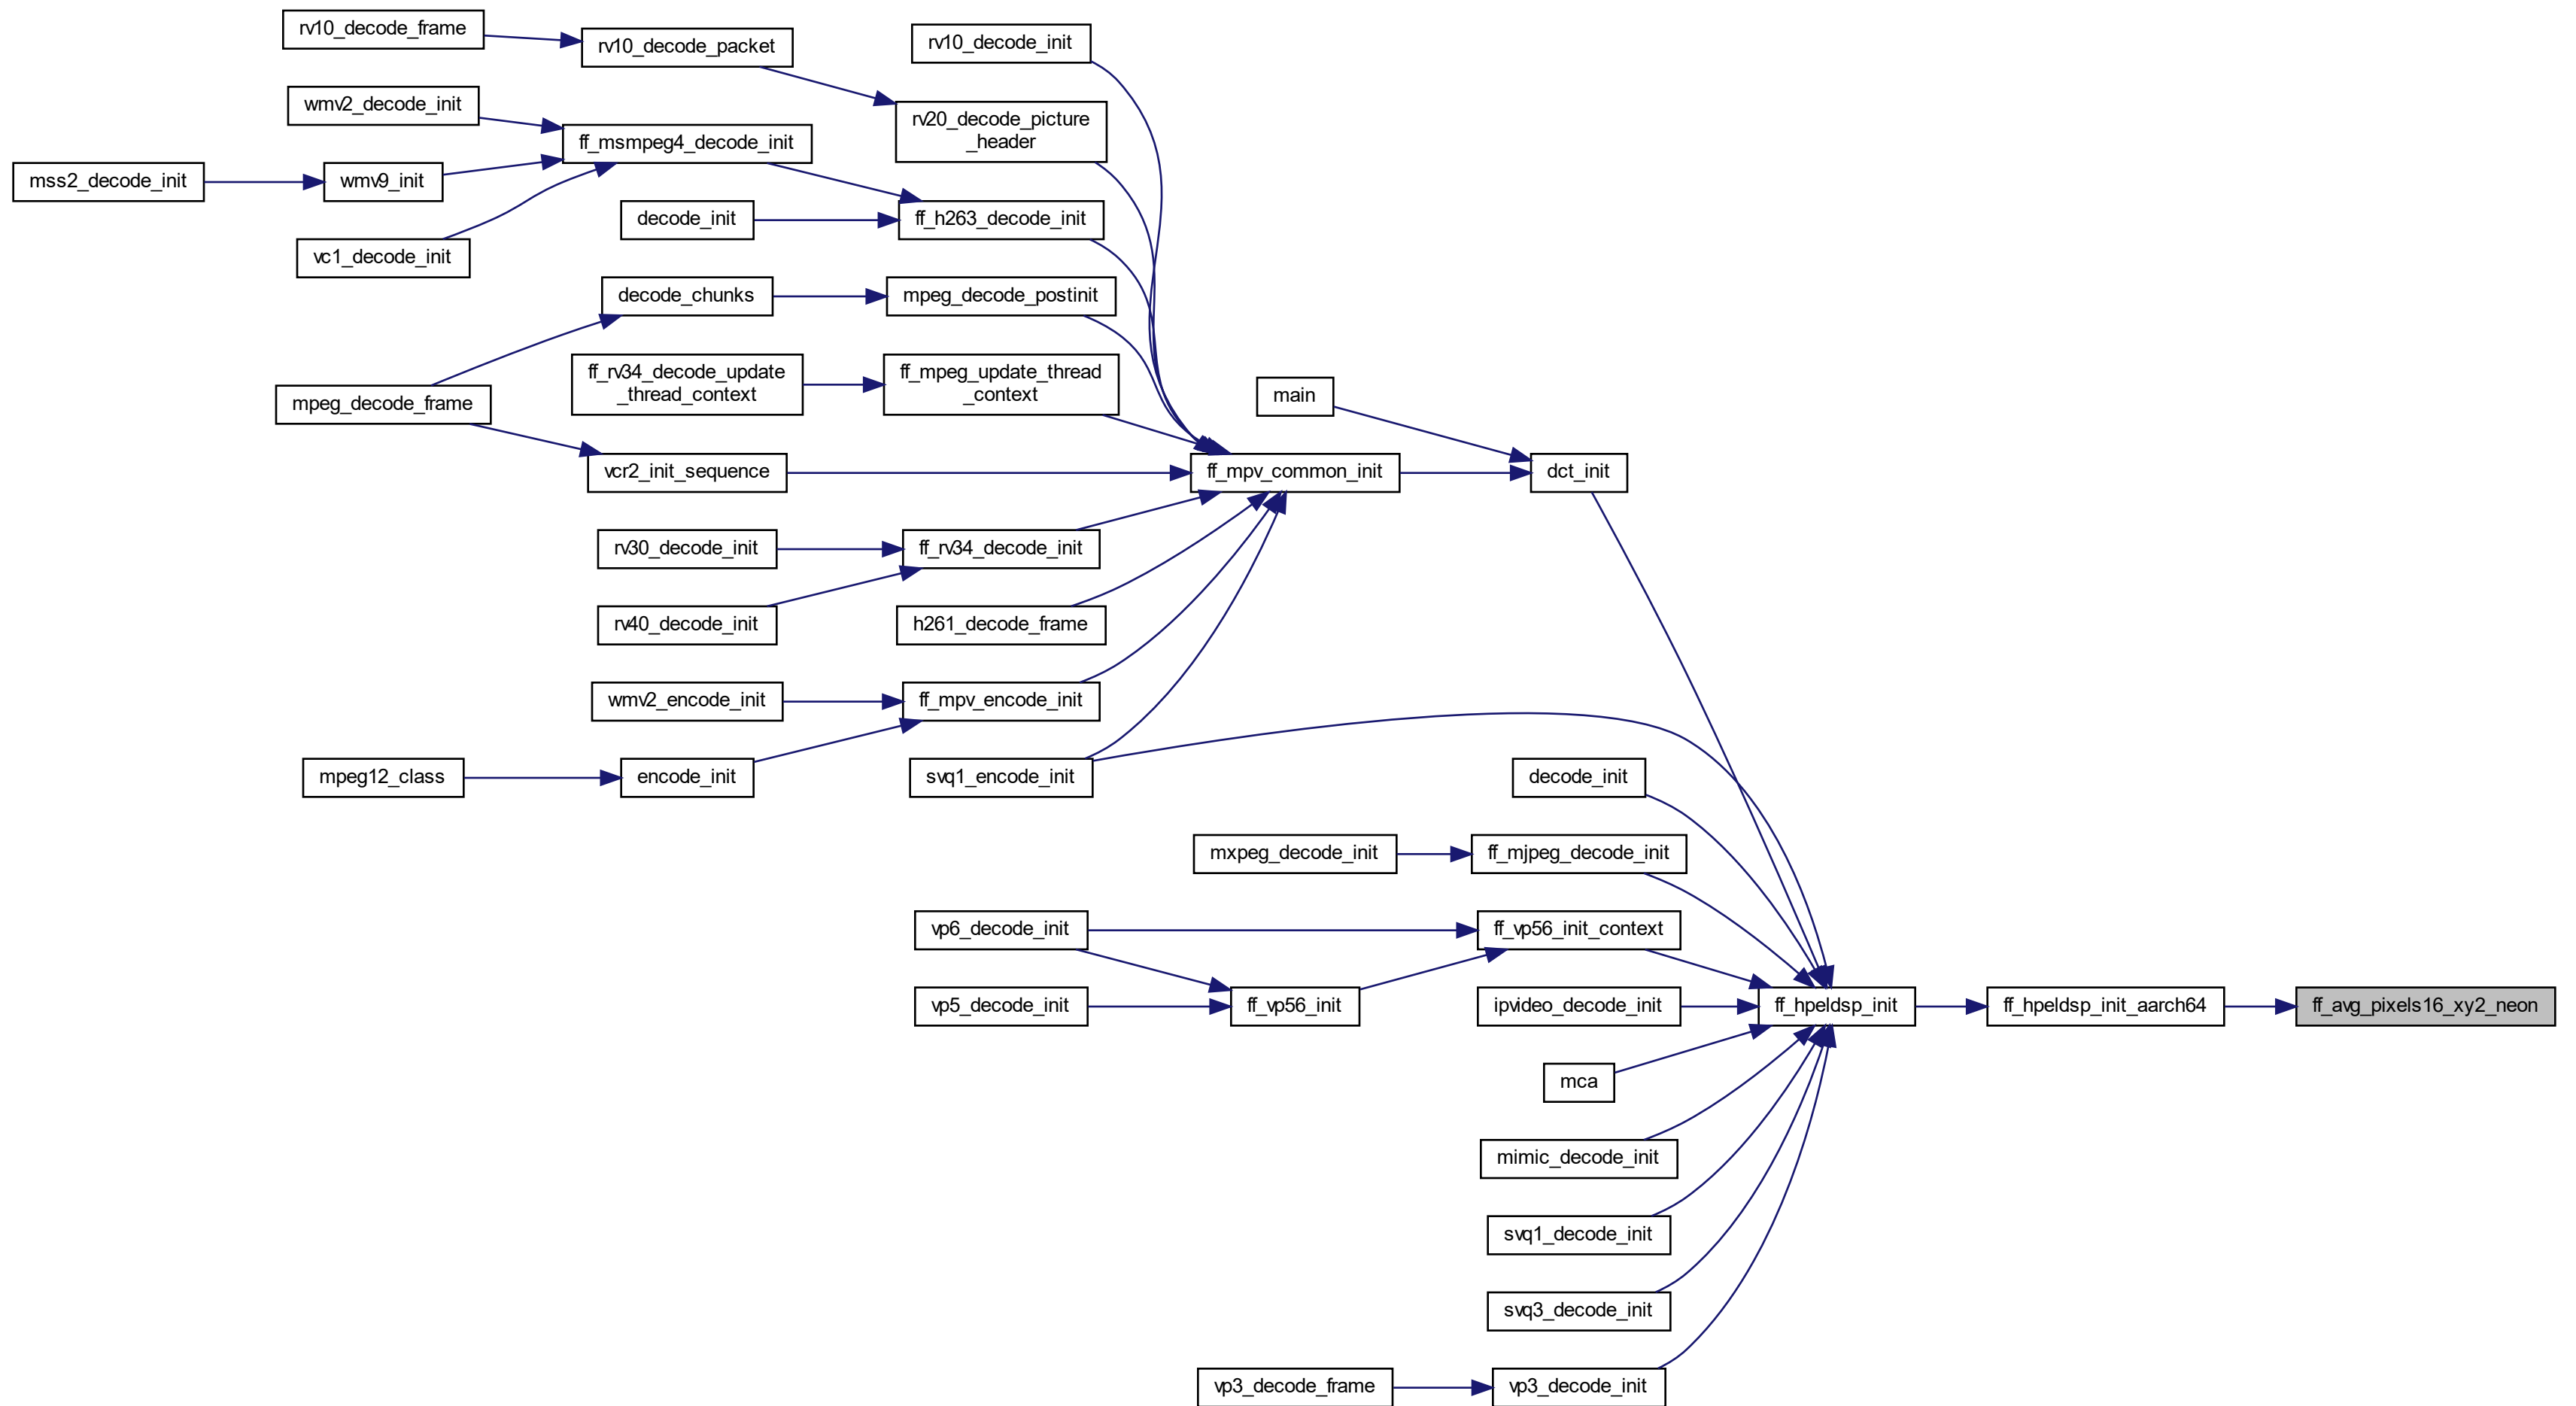 rv10_decode_frame
rv10_decode_packet
rv10_decode_init
wmv2_decode_init
rv20_decode_picture
_header
ff_msmpeg4_decode_init
mss2_decode_init
wmv9_init
decode_init
ff_h263_decode_init
vc1_decode_init
decode_chunks
mpeg_decode_postinit
ff_rv34_decode_update
_thread_context
ff_mpeg_update_thread
_context
main
mpeg_decode_frame
vcr2_init_sequence
ff_mpv_common_init
dct_init
rv30_decode_init
ff_rv34_decode_init
rv40_decode_init
h261_decode_frame
wmv2_encode_init
ff_mpv_encode_init
mpeg12_class
encode_init
svq1_encode_init
decode_init
mxpeg_decode_init
ff_mjpeg_decode_init
vp6_decode_init
ff_vp56_init_context
vp5_decode_init
ff_vp56_init
ipvideo_decode_init
ff_hpeldsp_init
ff_hpeldsp_init_aarch64
ff_avg_pixels16_xy2_neon
mca
mimic_decode_init
svq1_decode_init
svq3_decode_init
vp3_decode_frame
vp3_decode_init